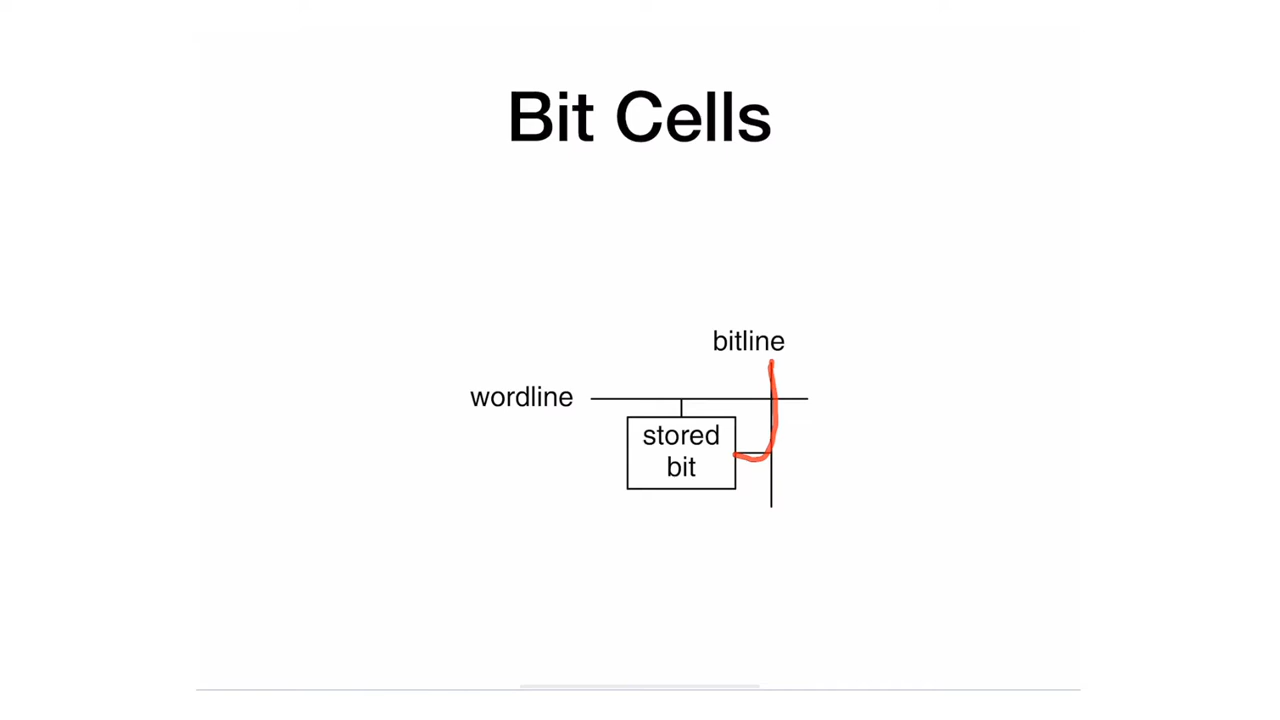 Bit Cells
bitline
wordline
stored
bit